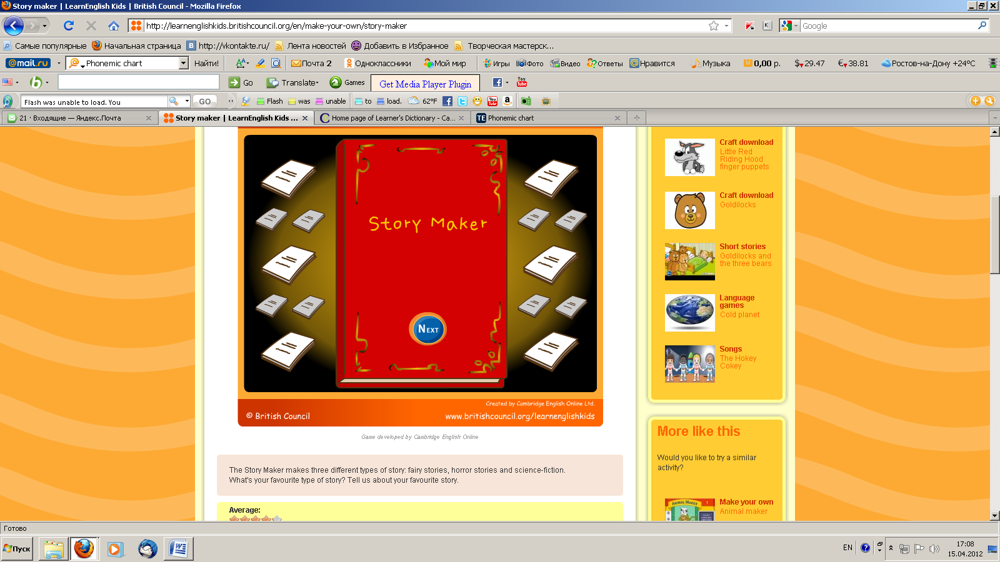 Story maker | LearnEnglish Kids | British Council - Mozilla Firefox
http://learnenglishkids.britishcouncil.org/en/make-your-own/story-maker
K
Google
Самые популярные
Начальная страница
http://vkontakte.ru/
Лента новостей
Добавить в Избранное
Творческая мастерск...
@mail.ru
Phonemic chart
Найти!
Почта 2
Одноклассники
Мой мир
Игры
Фото
Видео
Ответы
Нравится
Музыка
0,00 р.
$ 29.47
€ 38.81
Ростов-на-Дону +24°C
Go
Translate
Games
Get Media Player Plugin
You Tube
Flash was unable to load. You
GO
Flash
was
unable
to
load.
62°F
You Tube
21 · Входящие — Яндекс.Почта
Story maker | LearnEnglish Kids ...
Home page of Learner's Dictionary - Ca...
TE Phonemic chart
Story Maker
Next
Created by Cambridge English Online Ltd.
© British Council
www.britishcouncil.org/learnenglishkids
Game developed by Cambridge English Online
The Story Maker makes three different types of story: fairy stories, horror stories and science-fiction.
What's your favourite type of story? Tell us about your favourite story.
Average:
Craft download
Little Red
Riding Hood
finger puppets
Craft download
Goldilocks
Short stories
Goldilocks and
the three bears
Language
games
Cold planet
Songs
The Hokey
Cokey
More like this
Would you like to try a similar
activity?
ANIMAL MAKER
Make your own
Animal maker
Готово
Пуск
EN
17:08
15.04.2012